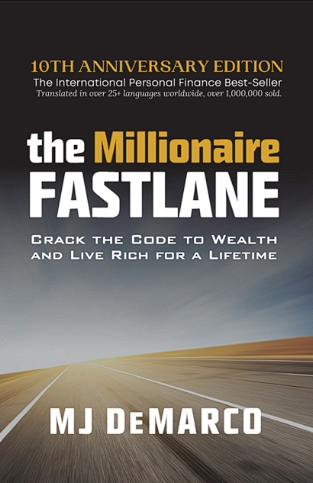 10TH ANNIVERSARY EDITION
The International Personal Finance Best-Seller
Translated in over 25+ languages worldwide, over 1,000,000 sold.
the Millionaire
FASTLANE
CRACK THE CODE TO WEALTH
AND LIVE RICH FOR A LIFETIME
MJ DEMARCO